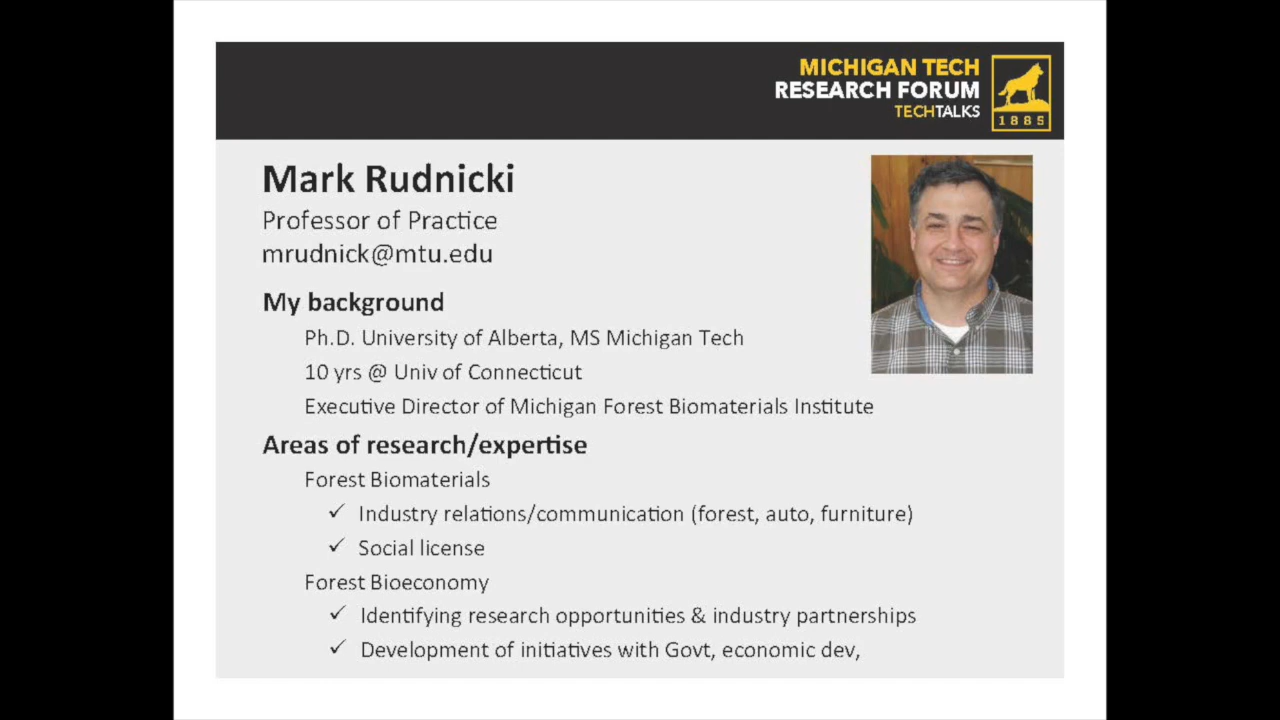 MICHIGAN TECH
RESEARCH FORUM
TECHTALKS
1885
Mark Rudnicki
Professor of Practice
mrudnick@mtu.edu
My background
Ph.D. University of Alberta, MS Michigan Tech
10 yrs @ Univ of Connecticut
Executive Director of Michigan Forest Biomaterials Institute
Areas of research/expertise
Forest Biomaterials
✓ Industry relations/communication (forest, auto, furniture)
✓ Social license
Forest Bioeconomy
✓ Identifying research opportunities & industry partnerships
✓ Development of initiatives with Govt, economic dev,